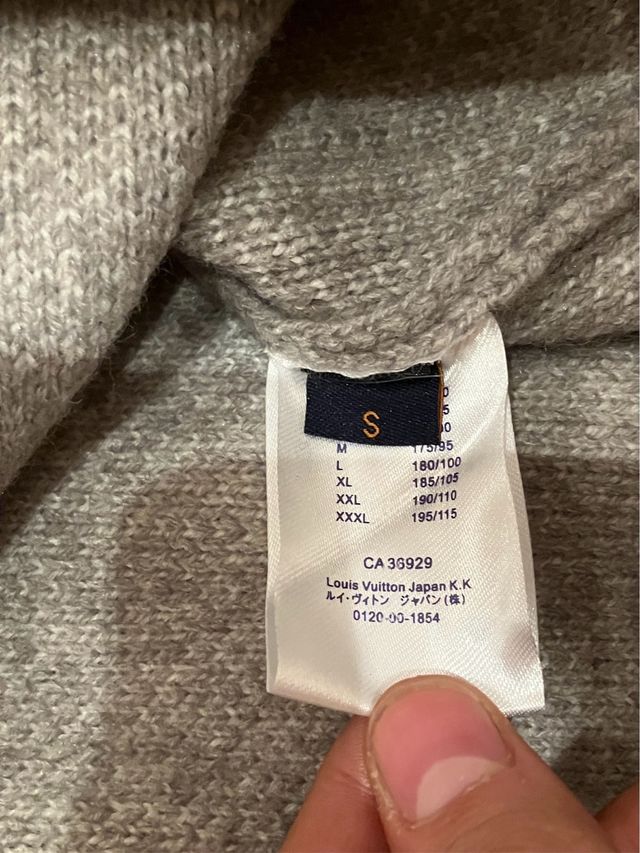 S
M 175/95
L 180/100
XL 185/105
XXL 190/110
XXXL 195/115
CA 36929
Louis Vuitton Japan K.K
ルイ・ヴィトン ジャパン(株)
0120-00-1854